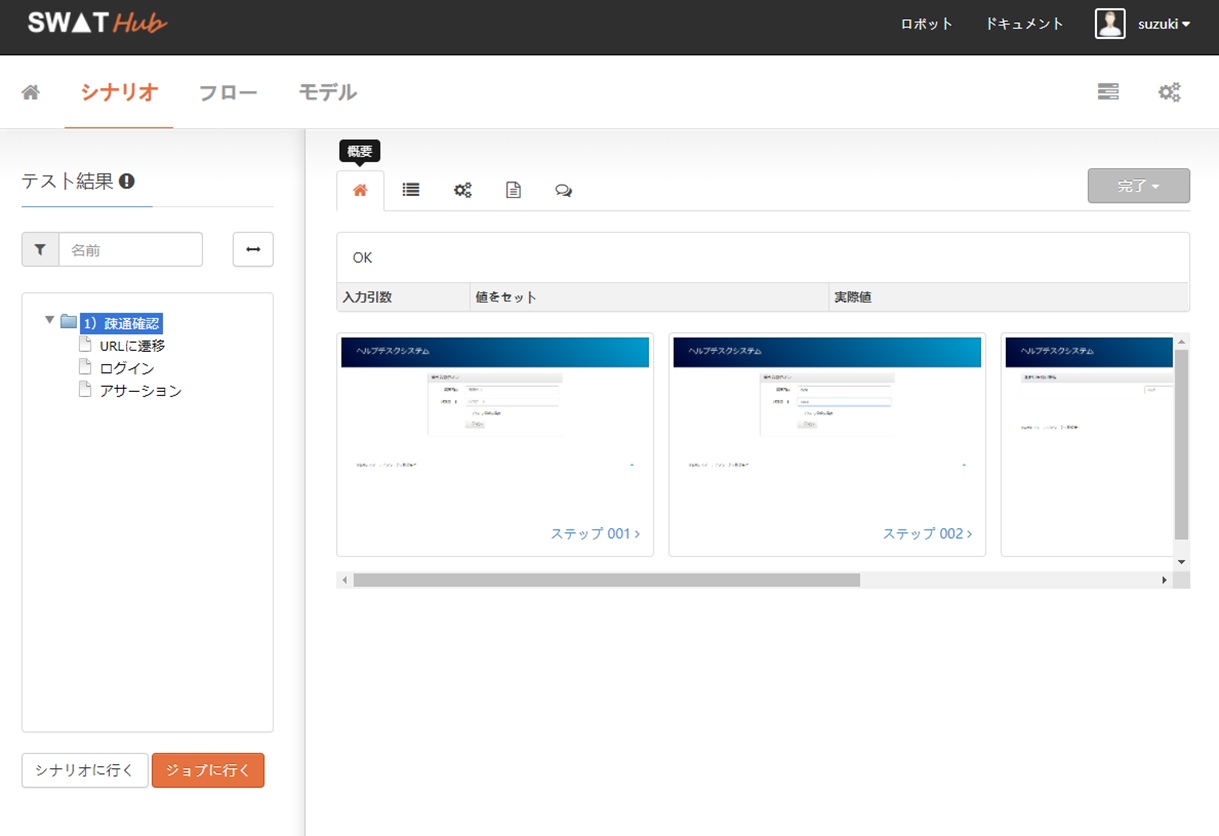 SWAT Hub
ロボット
ドキュメント
suzuki
シナリオ
フロー
モデル
テスト結果
名前
1）疎通確認
URLに遷移
ログイン
アサーション
シナリオに行く
ジョブに行く
概要
完了
OK
入力引数
値をセット
実際値
ヘルプデスクシステム
ステップ 001
ヘルプデスクシステム
ステップ 002
ヘルプデスクシステム